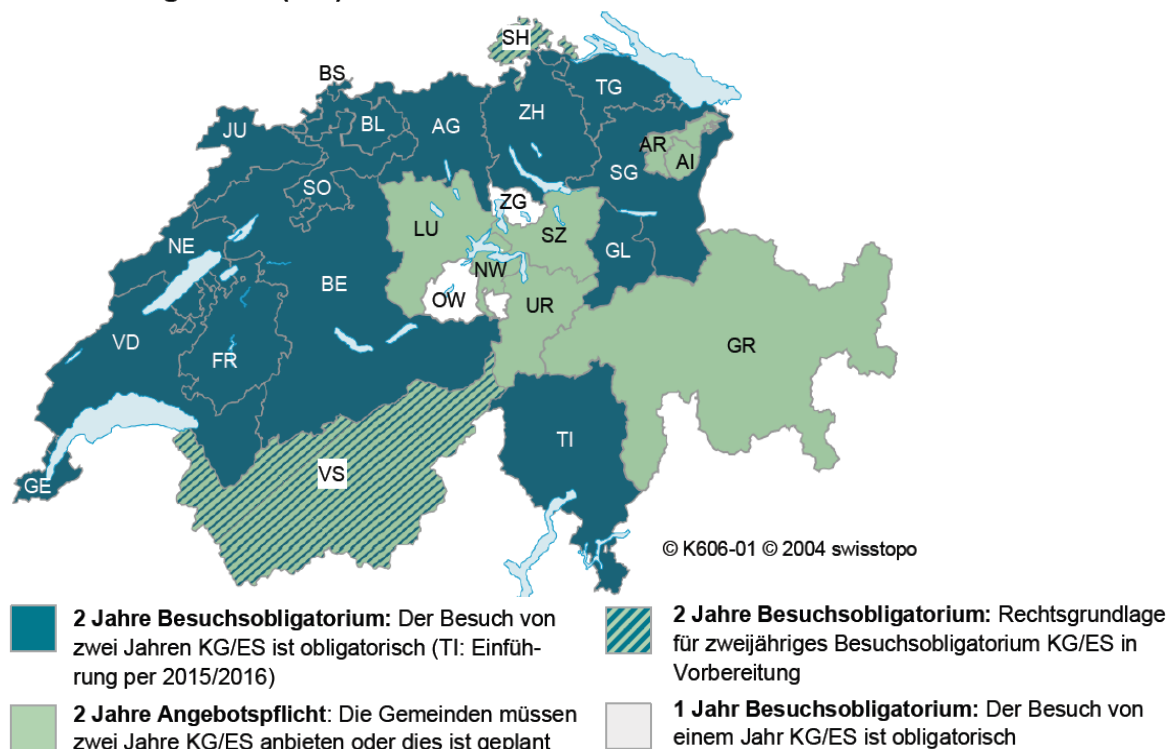 SH
BS
TG
BL
AG
ZH
JU
AR
AI
SO
SG
ZG
LU
SZ
NE
GL
NW
BE
OW
UR
VD
GR
FR
TI
VS
GE
© K606-01 © 2004 swisstopo
2 Jahre Besuchsobligatorium: Der Besuch von
zwei Jahren KG/ES ist obligatorisch (TI: Einfüh-
rung per 2015/2016)
2 Jahre Besuchsobligatorium: Rechtsgrundlage
für zweijähriges Besuchsobligatorium KG/ES in
Vorbereitung
2 Jahre Angebotspflicht: Die Gemeinden müssen
zwei Jahre KG/ES anbieten oder dies ist geplant
1 Jahr Besuchsobligatorium: Der Besuch von
einem Jahr KG/ES ist obligatorisch